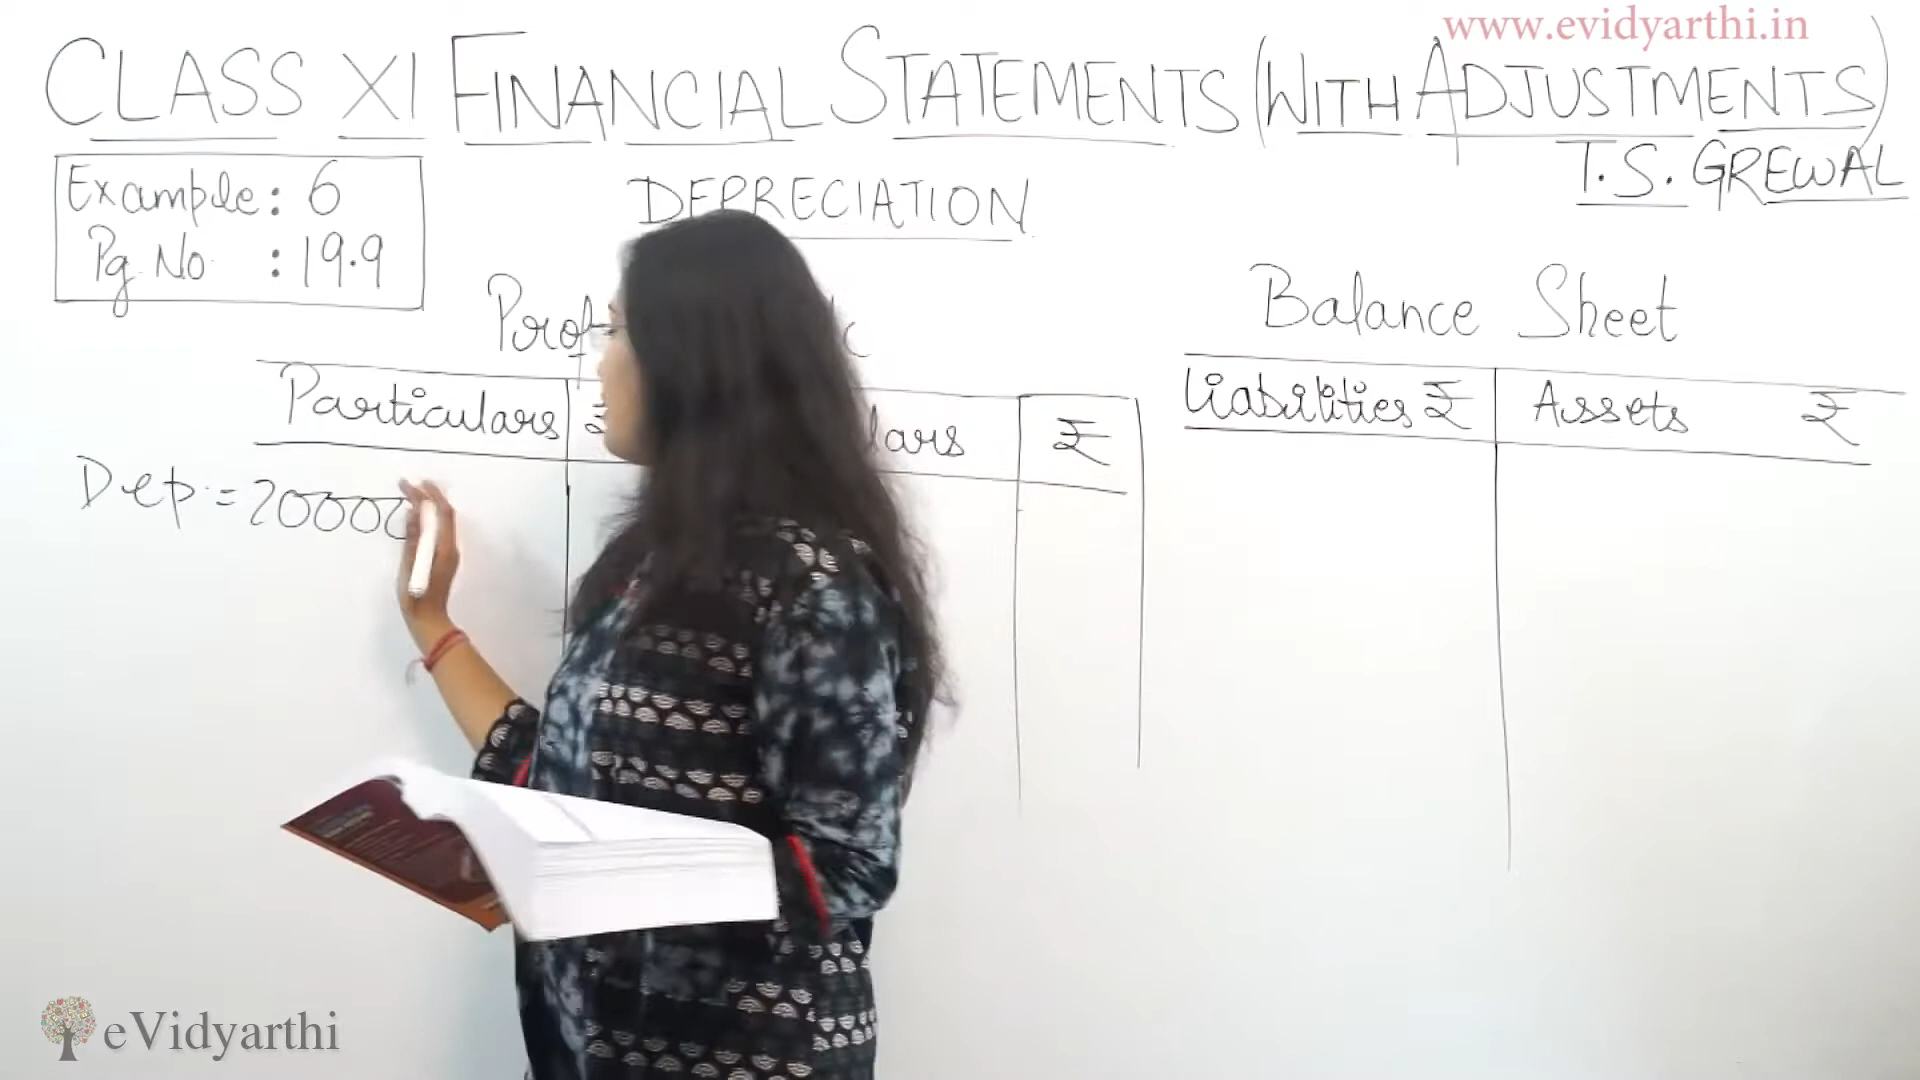 www.evidyarthi.in
CLASS XI FINANCIAL STATEMENTS (WITH ADJUSTMENTS)
T.S. GREWAL
Example: 6
Pg No : 19.9
DEPRECIATION
Balance Sheet
Particulars ₹ ₹
Liabilities ₹ Assets ₹
Dep = 20000
eVidyarthi